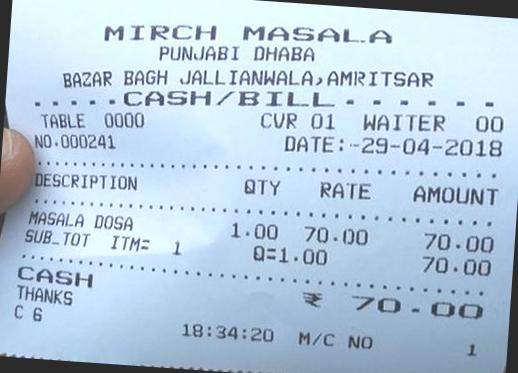 MIRCH MASALA
PUNJABI DHABA
BAZAR BAGH JALLIANWALA,AMRITSAR
- - - - -CASH/BILL- - - - - -
TABLE 0000 CVR 01 WAITER 00
NO.000241 DATE:-29-04-2018
DESCRIPTION QTY RATE AMOUNT
MASALA DOSA 1.00 70.00 70.00
SUB_TOT ITM= 1 Q=1.00 70.00
CASH ₹ 70.00
THANKS
C 6 18:34:20 M/C NO 1